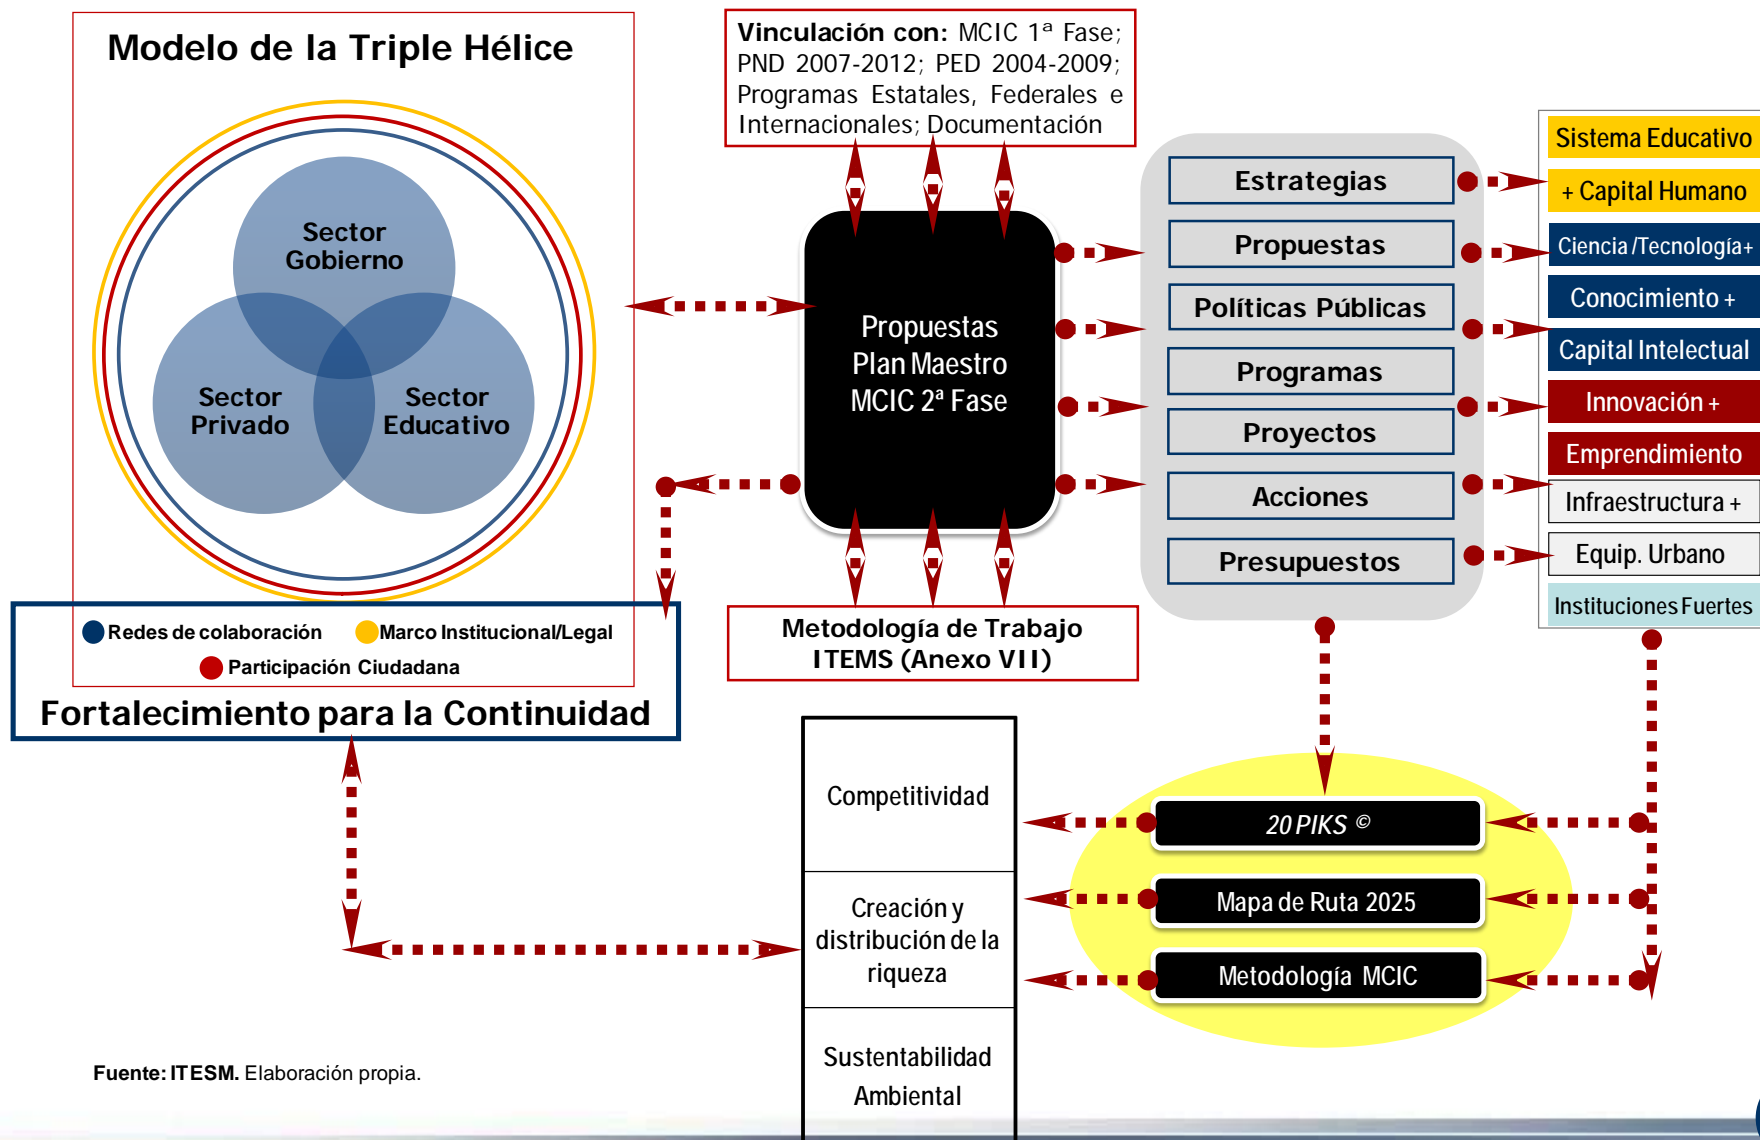 Modelo de la Triple Hélice
Sector
Gobierno
Sector
Privado
Sector
Educativo
Redes de colaboración
Marco Institucional/Legal
Participación Ciudadana
Fortalecimiento para la Continuidad
Vinculación con: MCIC 1ª Fase;
PND 2007-2012; PED 2004-2009;
Programas Estatales, Federales e
Internacionales; Documentación
Propuestas
Plan Maestro
MCIC 2ª Fase
Metodología de Trabajo
ITEMS (Anexo VII)
Estrategias
Propuestas
Políticas Públicas
Programas
Proyectos
Acciones
Presupuestos
Sistema Educativo
+ Capital Humano
Ciencia /Tecnología+
Conocimiento +
Capital Intelectual
Innovación +
Emprendimiento
Infraestructura +
Equip. Urbano
Instituciones Fuertes
Competitividad
Creación y
distribución de la
riqueza
Sustentabilidad
Ambiental
20 PIKS ©
Mapa de Ruta 2025
Metodología MCIC
Fuente: ITESM. Elaboración propia.